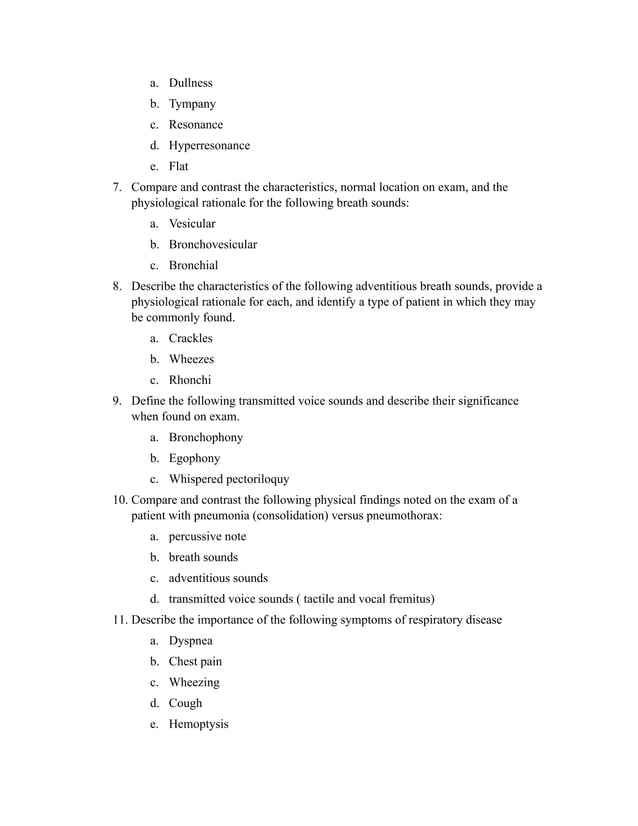 a. Dullness
b. Tympany
c. Resonance
d. Hyperresonance
e. Flat
7. Compare and contrast the characteristics, normal location on exam, and the
physiological rationale for the following breath sounds:
a. Vesicular
b. Bronchovesicular
c. Bronchial
8. Describe the characteristics of the following adventitious breath sounds, provide a
physiological rationale for each, and identify a type of patient in which they may
be commonly found.
a. Crackles
b. Wheezes
c. Rhonchi
9. Define the following transmitted voice sounds and describe their significance
when found on exam.
a. Bronchophony
b. Egophony
c. Whispered pectoriloquy
10. Compare and contrast the following physical findings noted on the exam of a
patient with pneumonia (consolidation) versus pneumothorax:
a. percussive note
b. breath sounds
c. adventitious sounds
d. transmitted voice sounds ( tactile and vocal fremitus)
11. Describe the importance of the following symptoms of respiratory disease
a. Dyspnea
b. Chest pain
c. Wheezing
d. Cough
e. Hemoptysis